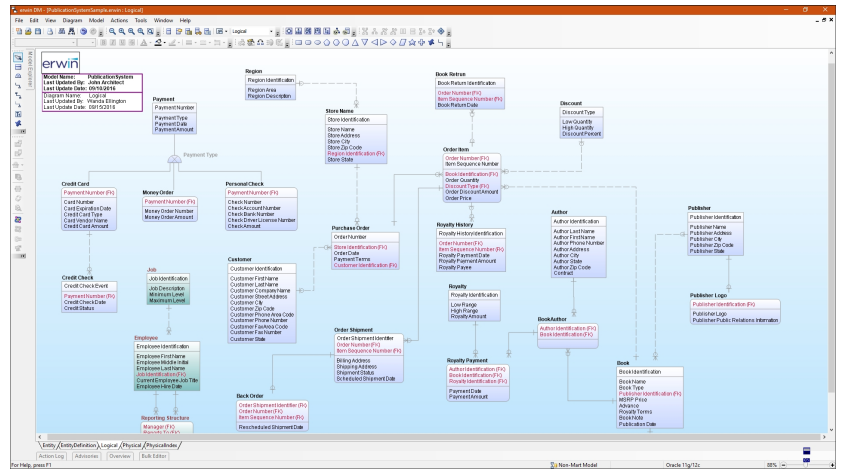 erwin DM - [PublicationSystemSample.erwin : Logical]
File Edit View Diagram Model Actions Tools Window Help
Logical
Model Explorer
erwin
Model Name: PublicationSystem
Last Updated By: John Architect
Last Update Date: 09/10/2016
Diagram Name: Logical
Last Updated By: Wanda Ellington
Last Update Date: 09/15/2016
Payment
Payment Number
Payment Type
Payment Data
Payment Amount
Payment Type
Credit Card
Payment Number (FK)
Card Number
Card Expiration Date
Credit Card Type
Card Vendor Name
Credit Card Amount
Money Order
Payment Number (FK)
Money Order Number
Money Order Amount
Personal Check
Payment Number (FK)
Check Number
Check Account Number
Check Bank Number
Check Driver License Number
Check Amount
Credit Check
Credit Check Event
Payment Number (FK)
Credit Check Date
Credit Status
Job
Job Identification
Job Description
Minimum Level
Maximum Level
Employee
Employee Identification
Employee First Name
Employee Middle Initial
Employee Last Name
Job Identification (FK)
Current Employee Job Title
Employee Hire Date
Reporting Structure
Manager (FK)
Reports To (FK)
Region
Region Identification
Region Area
Region Description
Store Name
Store Identification
Store Name
Store Address
Store City
Store Zip Code
Region Identification (FK)
Store State
Purchase Order
Order Number
Store Identification (FK)
Order Date
Payment Terms
Customer Identification (FK)
Customer
Customer Identification
Customer First Name
Customer Last Name
Customer Company Name
Customer Street Address
Customer City
Customer Zip Code
Customer Phone Area Code
Customer Phone Number
Customer Fax Area Code
Customer Fax Number
Customer State
Order Shipment
Order Shipment Identifier
Order Number (FK)
Item Sequence Number (FK)
Billing Address
Shipping Address
Shipment Status
Scheduled Shipment Date
Back Order
Order Shipment Identifier (FK)
Order Number (FK)
Item Sequence Number (FK)
Rescheduled Shipment Date
Book Retrun
Book Return Identification
Order Number (FK)
Item Sequence Number (FK)
Book Return Date
Discount
Discount Type
Low Quantity
High Quantity
Discount Percent
Order Item
Order Number (FK)
Item Sequence Number
Book Identification (FK)
Order Quantity
Discount Type (FK)
Order Discount Amount
Order Price
Royalty History
Royalty History Identification
Order Number (FK)
Item Sequence Number (FK)
Royalty Payment Date
Royalty Payment Amount
Royalty Payee
Royalty
Royalty Identification
Low Range
High Range
Royalty Amount
Royalty Payment
Author Identification (FK)
Book Identification (FK)
Royalty Identification (FK)
Payment Date
Payment Amount
Author
Author Identification
Author Last Name
Author First Name
Author Phone Number
Author Address
Author City
Author State
Author Zip Code
Contract
BookAuthor
Author Identification (FK)
Book Identification (FK)
Publisher
Publisher Identification
Publisher Name
Publisher Address
Publisher City
Publisher Zip Code
Publisher State
Publisher Logo
Publisher Identification (FK)
Publisher Logo
Publisher Public Relations Information
Book
Book Identification
Book Name
Book Type
Publisher Identification (FK)
MSRP Price
Advance
Royalty Terms
Book Note
Publication Date
Entity EntityDefinition Logical Physical PhysicalIndex
Action Log Advisories Overview Bulk Editor
For Help, press F1
Non-Mart Model
Oracle 11g/12c
88%